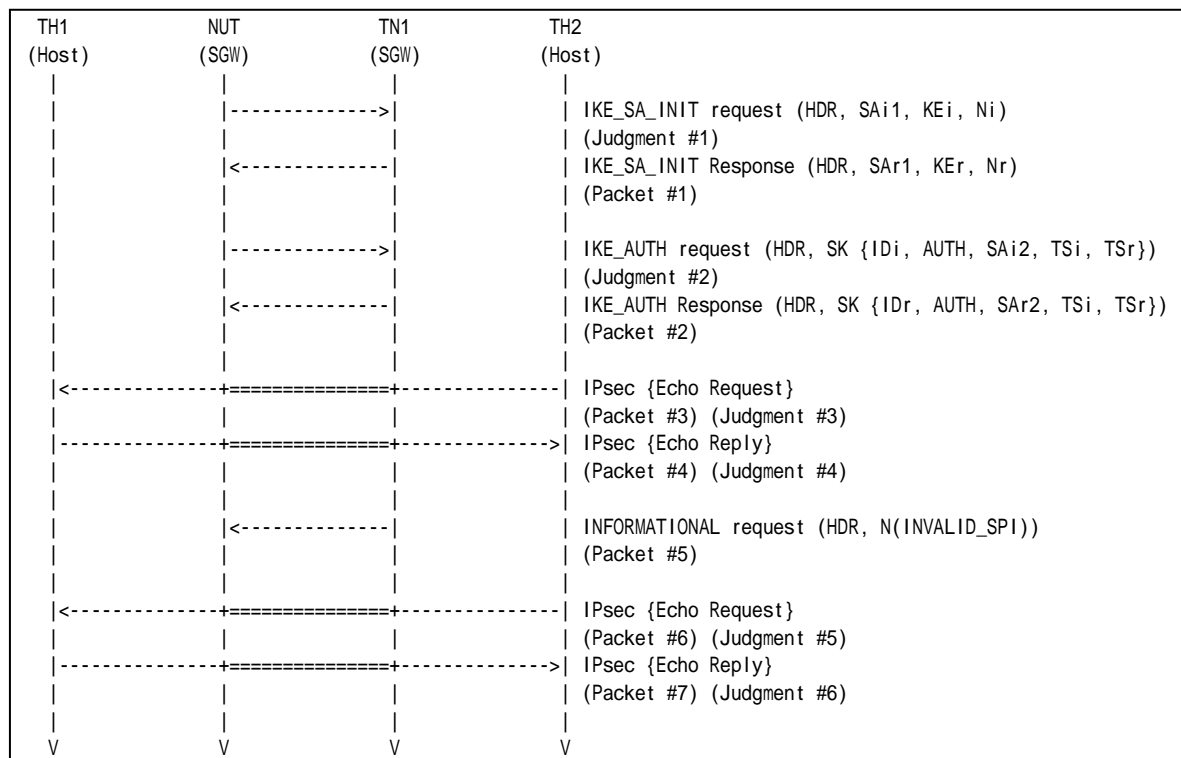 TH1 NUT TN1 TH2
(Host) (SGW) (SGW) (Host)
IKE_SA_INIT request (HDR, SAi1, KEi, Ni)
(Judgment #1)
IKE_SA_INIT Response (HDR, SAr1, KEr, Nr)
(Packet #1)
IKE_AUTH request (HDR, SK {IDi, AUTH, SAi2, TSi, TSr})
(Judgment #2)
IKE_AUTH Response (HDR, SK {IDr, AUTH, SAr2, TSi, TSr})
(Packet #2)
IPsec {Echo Request}
(Packet #3) (Judgment #3)
IPsec {Echo Reply}
(Packet #4) (Judgment #4)
INFORMATIONAL request (HDR, N(INVALID_SPI))
(Packet #5)
IPsec {Echo Request}
(Packet #6) (Judgment #5)
IPsec {Echo Reply}
(Packet #7) (Judgment #6)
V V V V